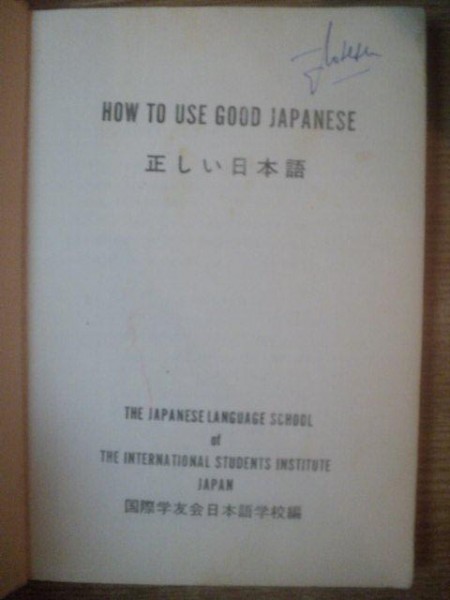 HOW TO USE GOOD JAPANESE
正しい日本語
THE JAPANESE LANGUAGE SCHOOL
of
THE INTERNATIONAL STUDENTS INSTITUTE
JAPAN
国際学友会日本語学校編